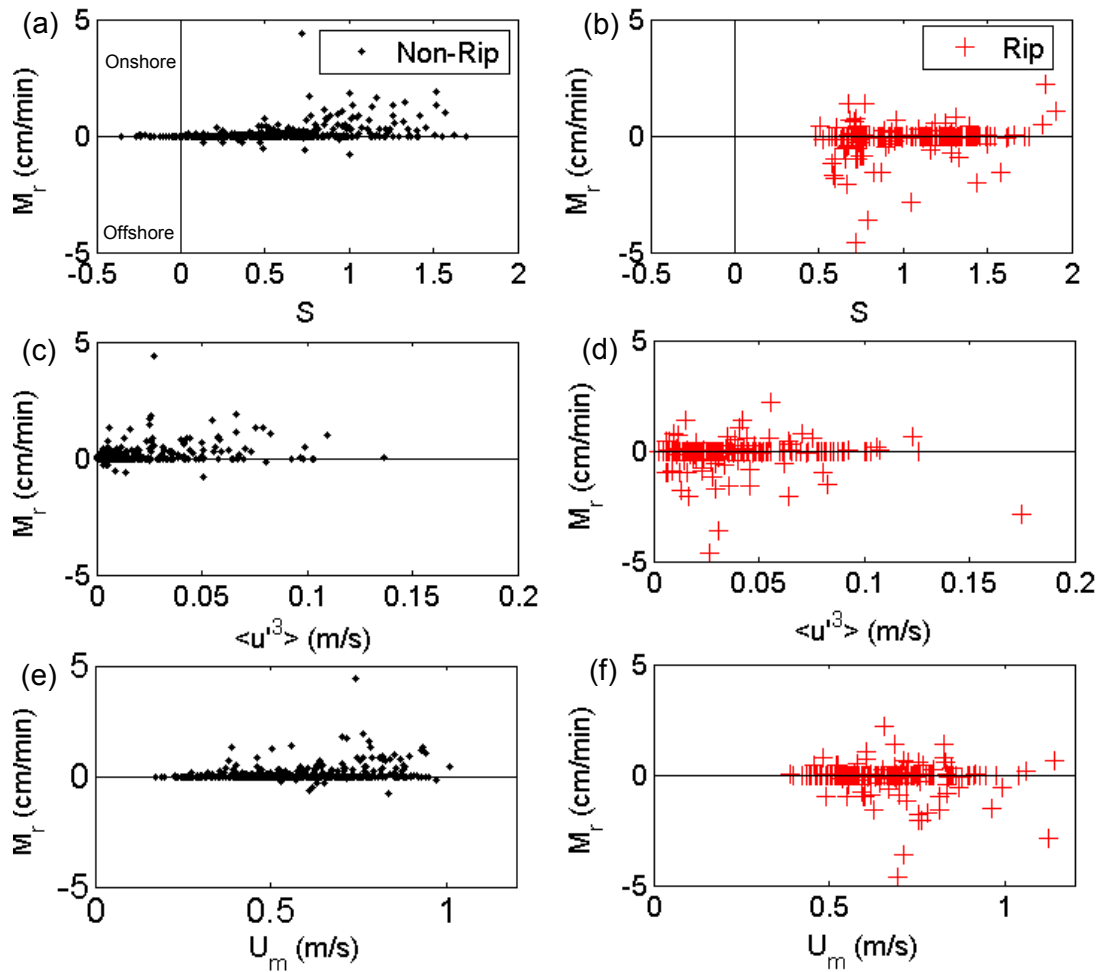 (a)
5
Onshore
Non-Rip
M_r (cm/min)
0
Offshore
-5
-0.5 0 0.5 1 1.5 2
S
(b)
5
Rip
M_r (cm/min)
0
-5
-0.5 0 0.5 1 1.5 2
S
(c)
5
M_r (cm/min)
0
-5
0 0.05 0.1 0.15 0.2
<u'³> (m/s)
(d)
5
M_r (cm/min)
0
-5
0 0.05 0.1 0.15 0.2
<u'³> (m/s)
(e)
5
M_r (cm/min)
0
-5
0 0.5 1
U_m (m/s)
(f)
5
M_r (cm/min)
0
-5
0 0.5 1
U_m (m/s)